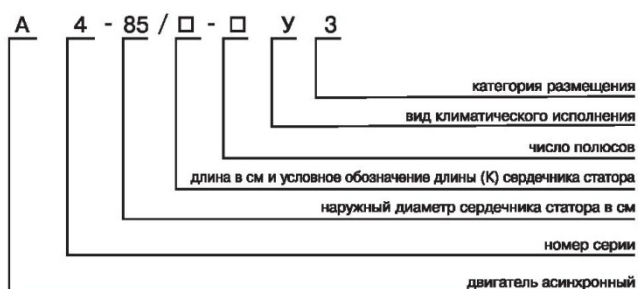 А 4 - 85 / □ - □ У 3
категория размещения
вид климатического исполнения
число полюсов
длина в см и условное обозначение длины (К) сердечника статора
наружный диаметр сердечника статора в см
номер серии
двигатель асинхронный